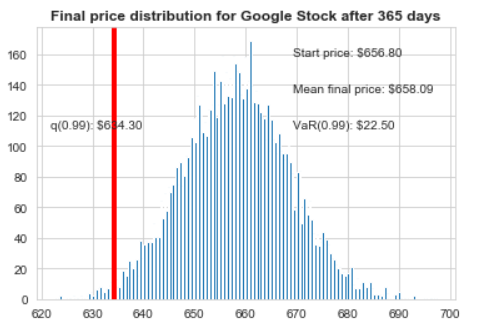 Final price distribution for Google Stock after 365 days
160
140
120
100
80
60
40
20
0
Start price: $656.80
Mean final price: $658.09
q(0.99): $634.30
VaR(0.99): $22.50
620 630 640 650 660 670 680 690 700